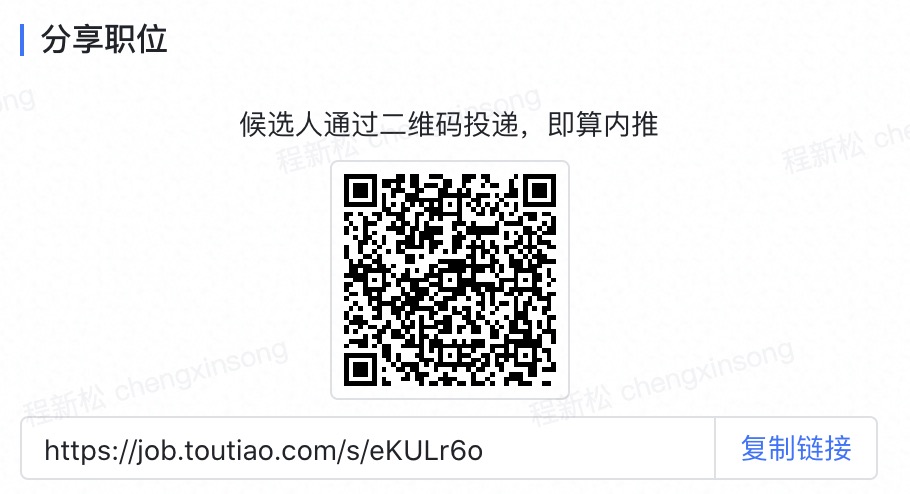 分享职位
候选人通过二维码投递，即算内推
程新松 chengxinsong
程新松 chengxinsong
程新松 chengxinsong
https://job.toutiao.com/s/eKULr6o
复制链接